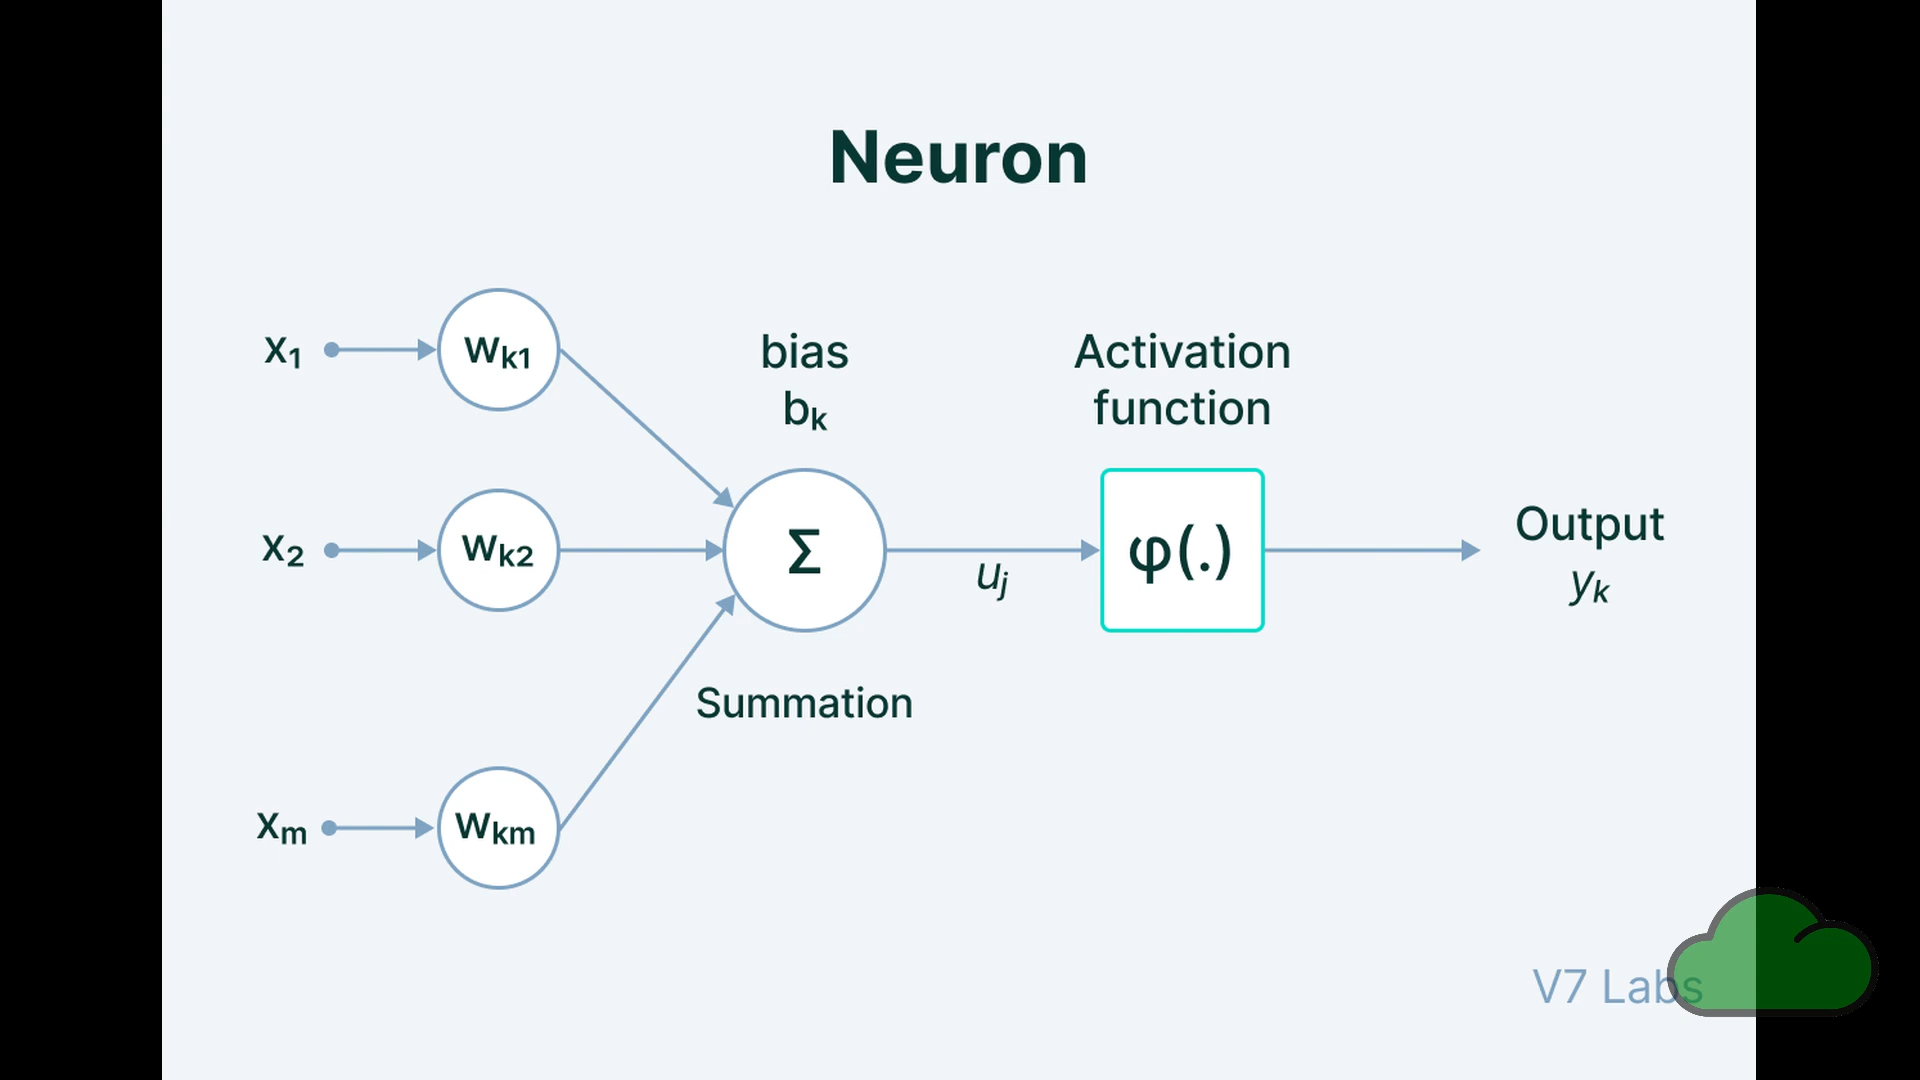 Neuron
x₁
wₖ₁
bias
bₖ
Activation
function
x₂
wₖ₂
Σ
uⱼ
φ(.)
Output
yₖ
Summation
xₘ
wₖₘ
V7 Labs